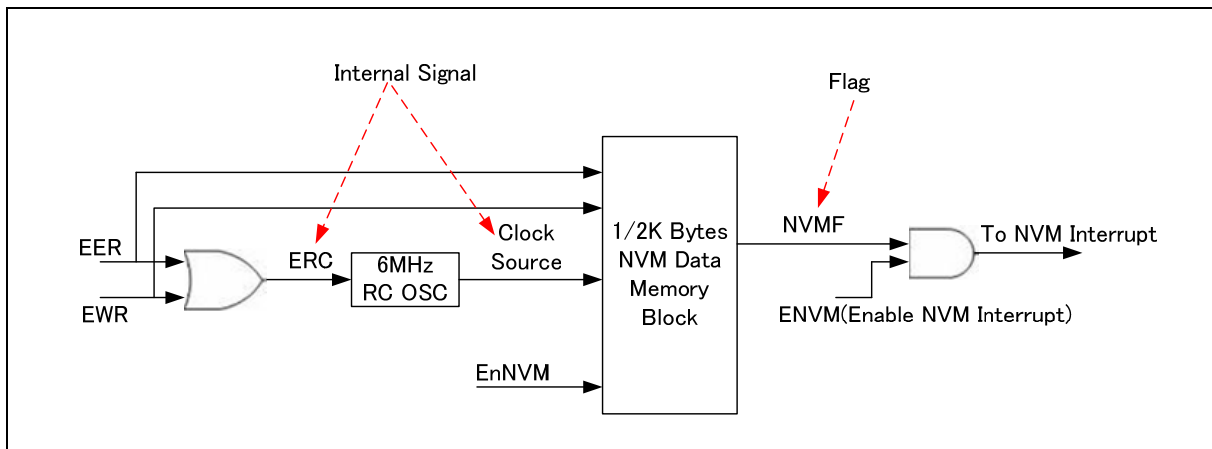 Internal Signal
Flag
EER
EWR
ERC
6MHz
RC OSC
Clock
Source
1/2K Bytes
NVM Data
Memory
Block
EnNVM
NVMF
To NVM Interrupt
ENVM(Enable NVM Interrupt)